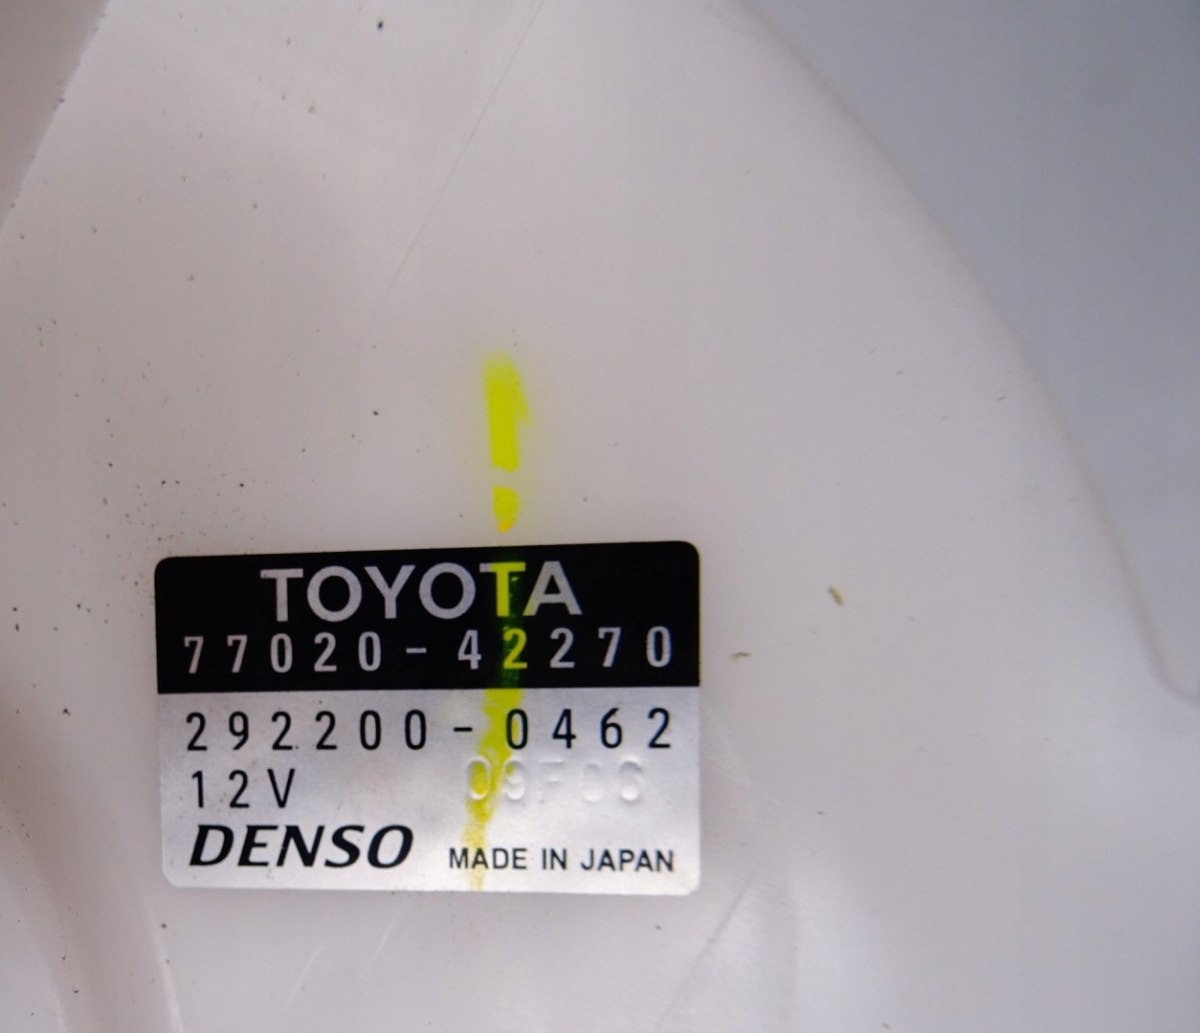 TOYOTA
77020-42270
292200-0462
12V
DENSO MADE IN JAPAN